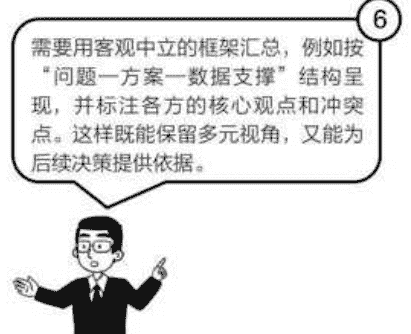 6
需要用客观中立的框架汇总，例如按
“问题—方案—数据支撑”结构呈
现，并标注各方的核心观点和冲突
点。这样既能保留多元视角，又能为
后续决策提供依据。